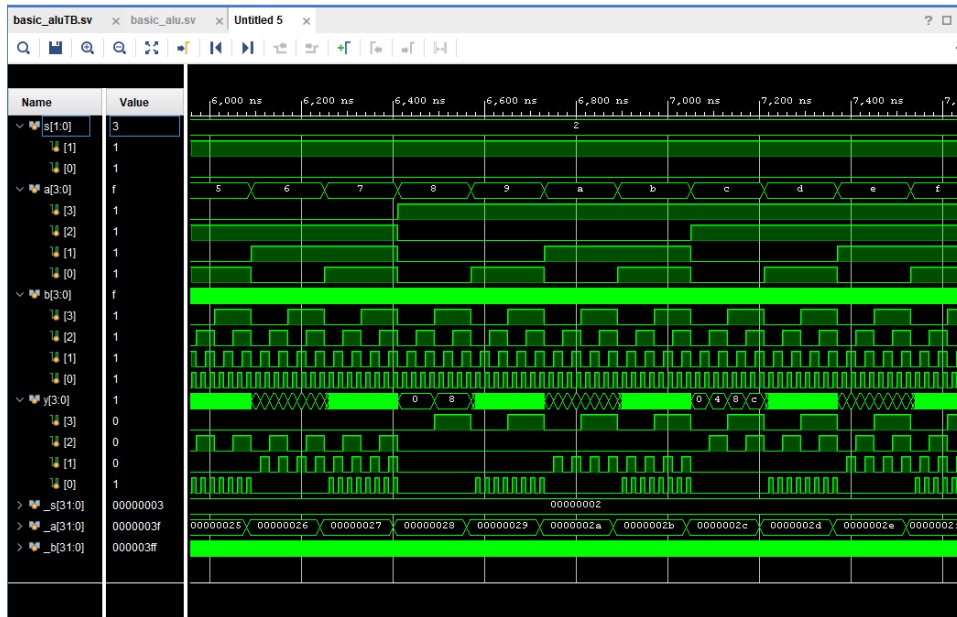 basic_aluTB.sv × basic_alu.sv × Untitled 5 × ?
Name Value
6,000 ns 6,200 ns 6,400 ns 6,600 ns 6,800 ns 7,000 ns 7,200 ns 7,400 ns 7,
s[1:0] 3 2
[1] 1
[0] 1
a[3:0] f 5 6 7 8 9 a b c d e f
[3] 1
[2] 1
[1] 1
[0] 1
b[3:0] f
[3] 1
[2] 1
[1] 1
[0] 1
y[3:0] 1 0 8 0 4 8 c
[3] 0
[2] 0
[1] 0
[0] 1
_s[31:0] 00000003 00000002
_a[31:0] 0000003f 00000025 00000026 00000027 00000028 00000029 0000002a 0000002b 0000002c 0000002d 0000002e 0000002
_b[31:0] 000003ff